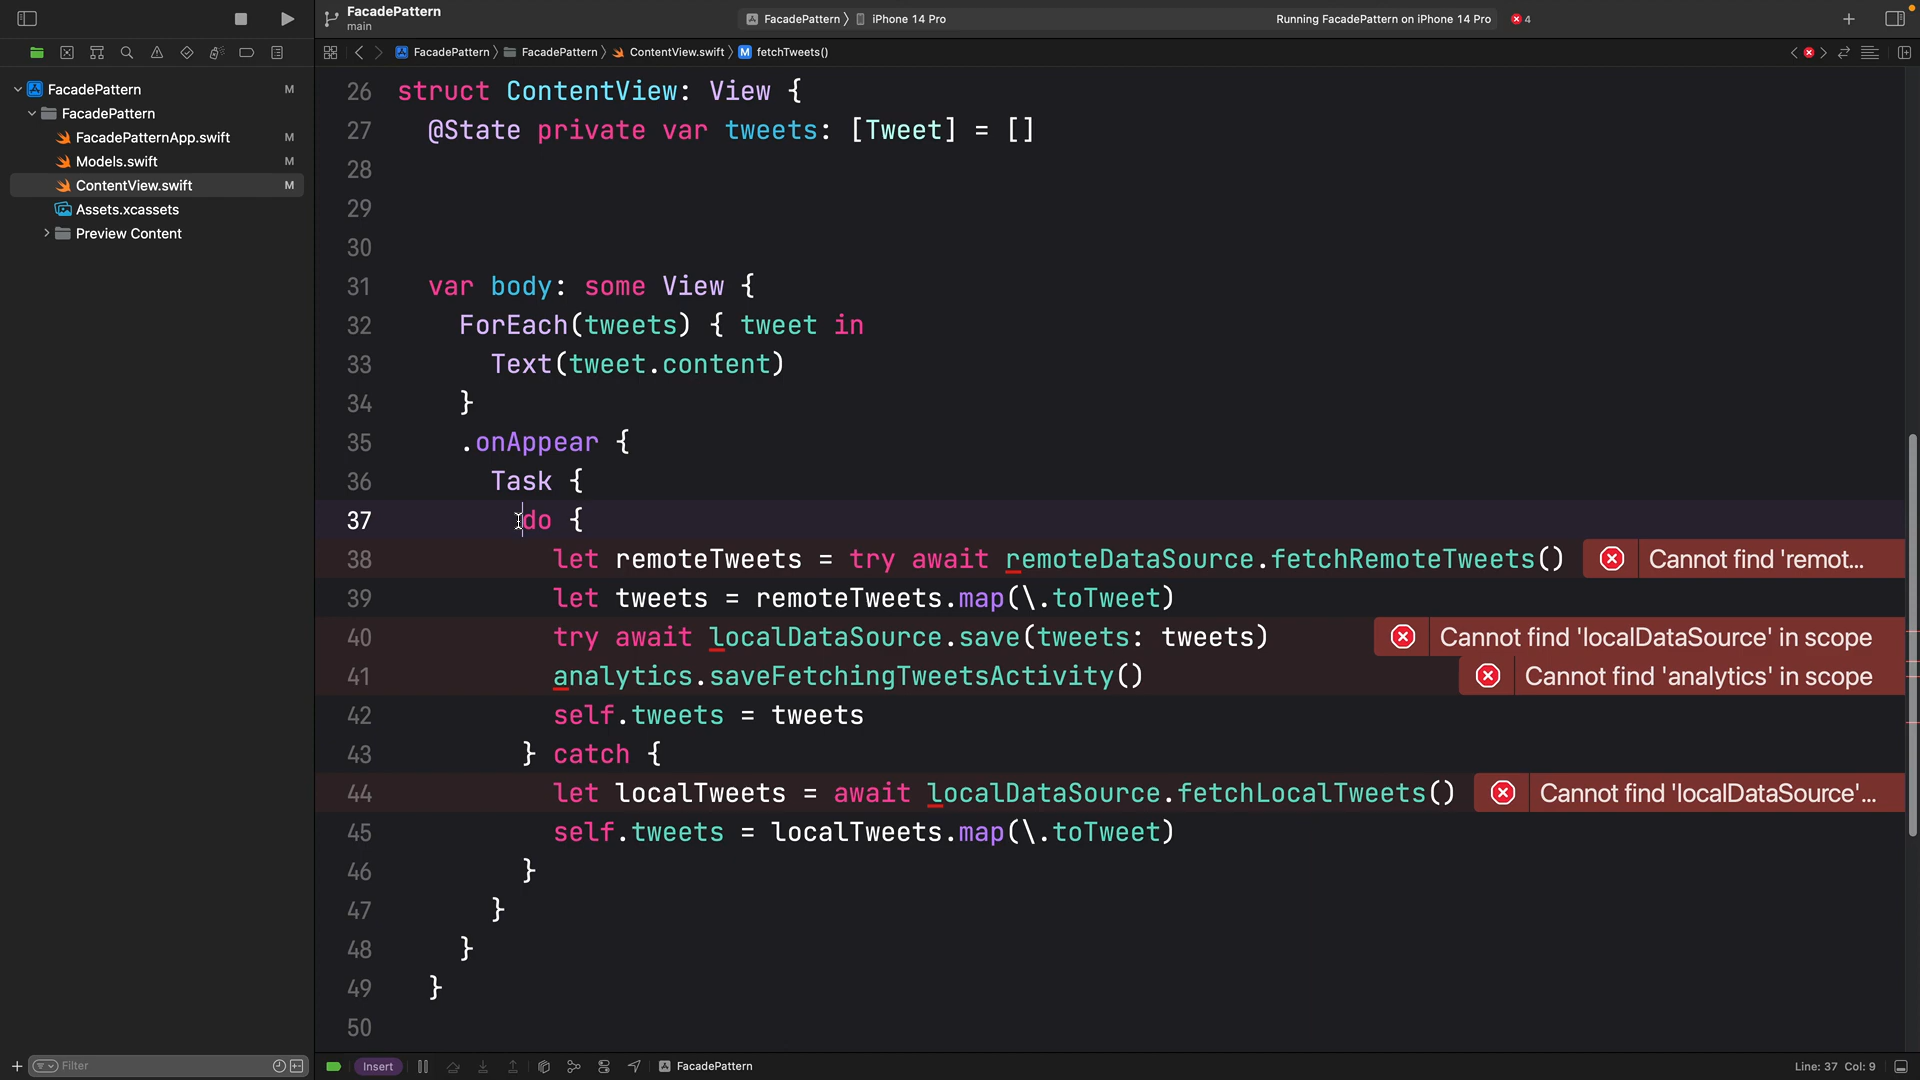 FacadePattern
main
FacadePattern
iPhone 14 Pro
Running FacadePattern on iPhone 14 Pro
4
FacadePattern
FacadePattern
ContentView.swift
M
fetchTweets()
FacadePattern
M
FacadePattern
FacadePatternApp.swift
M
Models.swift
M
ContentView.swift
M
Assets.xcassets
Preview Content
26 struct ContentView: View {
27 @State private var tweets: [Tweet] = []
28
29
30
31 var body: some View {
32 ForEach(tweets) { tweet in
33 Text(tweet.content)
34 }
35 .onAppear {
36 Task {
37 do {
38 let remoteTweets = try await remoteDataSource.fetchRemoteTweets() Cannot find 'remot...
39 let tweets = remoteTweets.map(\.toTweet)
40 try await localDataSource.save(tweets: tweets) Cannot find 'localDataSource' in scope
41 analytics.saveFetchingTweetsActivity() Cannot find 'analytics' in scope
42 self.tweets = tweets
43 } catch {
44 let localTweets = await localDataSource.fetchLocalTweets() Cannot find 'localDataSource'...
45 self.tweets = localTweets.map(\.toTweet)
46 }
47 }
48 }
49 }
50
Filter
Insert
FacadePattern
Line: 37 Col: 9